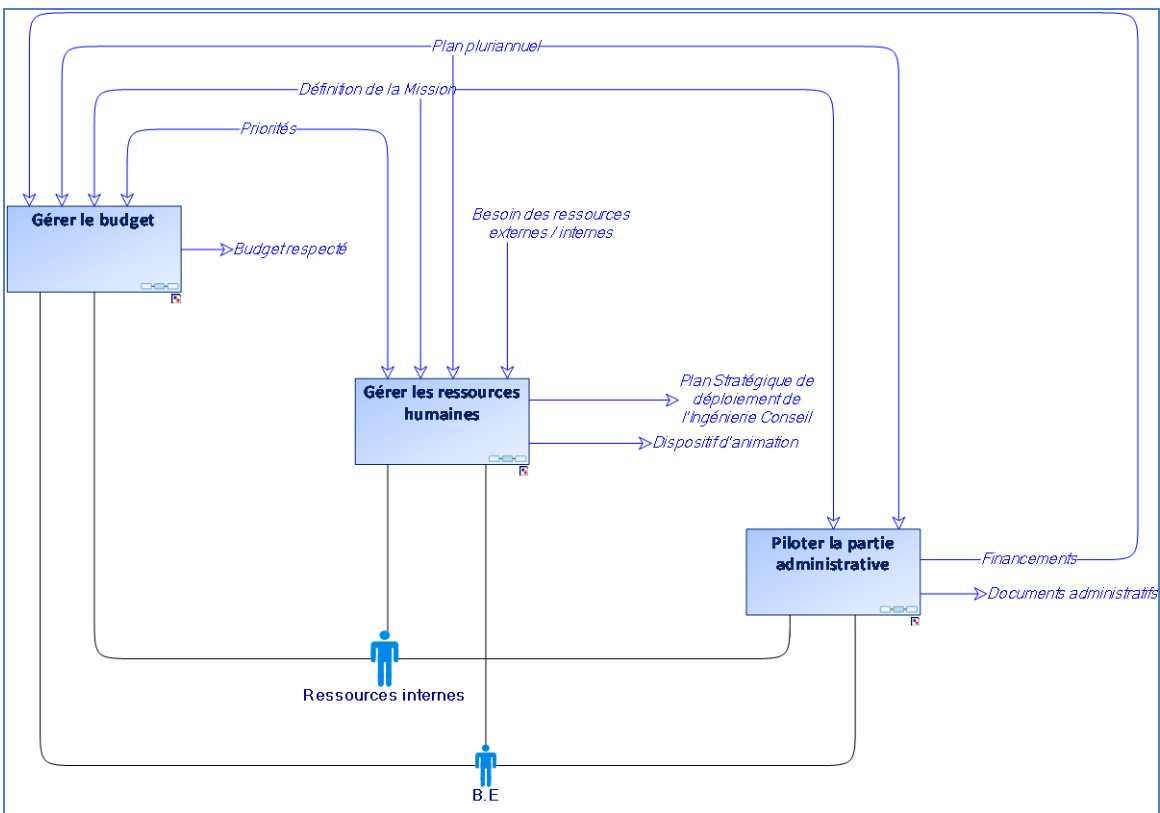 Plan pluriannuel
Définition de la Mission
Priorités
Gérer le budget
Budget respecté
Besoin des ressources
externes / internes
Gérer les ressources
humaines
Plan Stratégique de
déploiement de
l'Ingénierie Conseil
Dispositif d'animation
Piloter la partie
administrative
Financements
Documents administratifs
Ressources internes
B.E